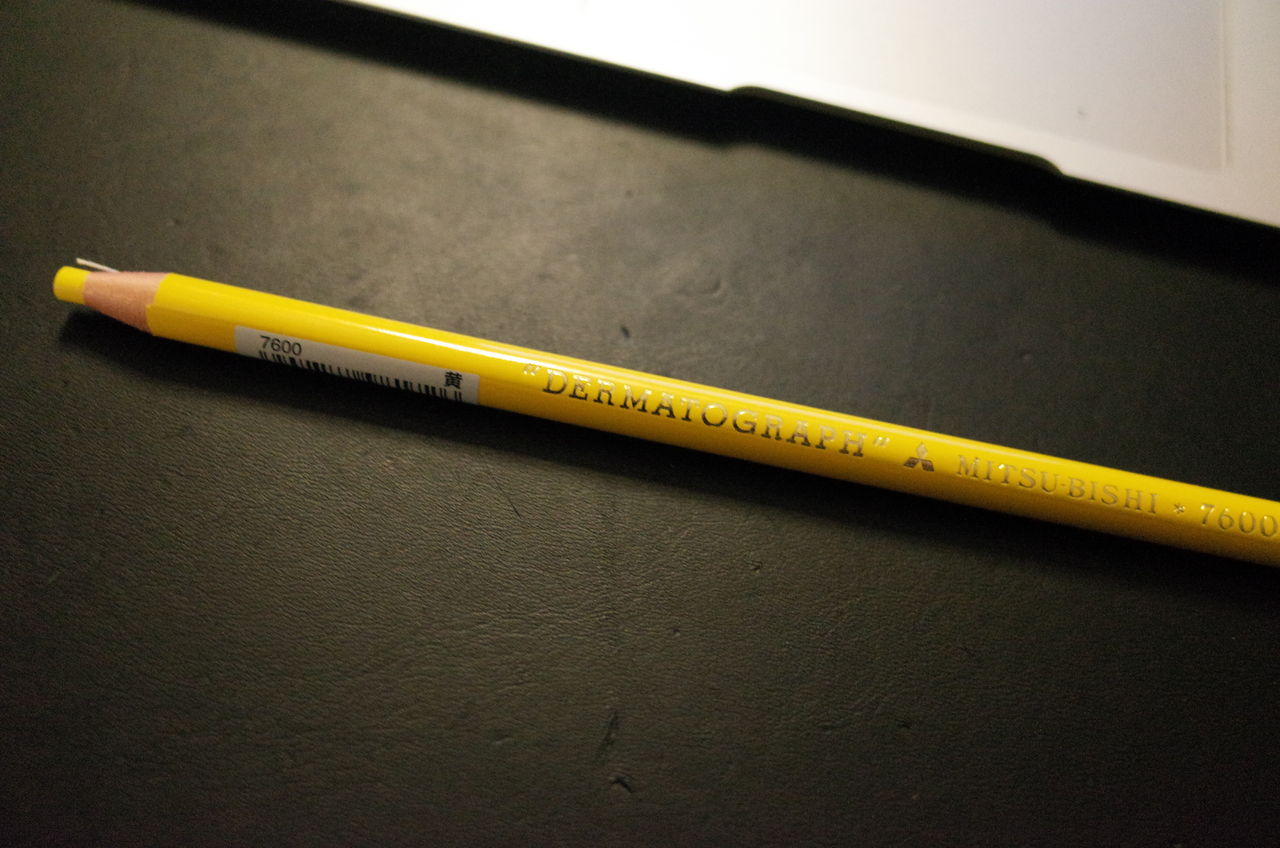 7600
黄
"DERMATOGRAPH" MITSU-BISHI * 7600